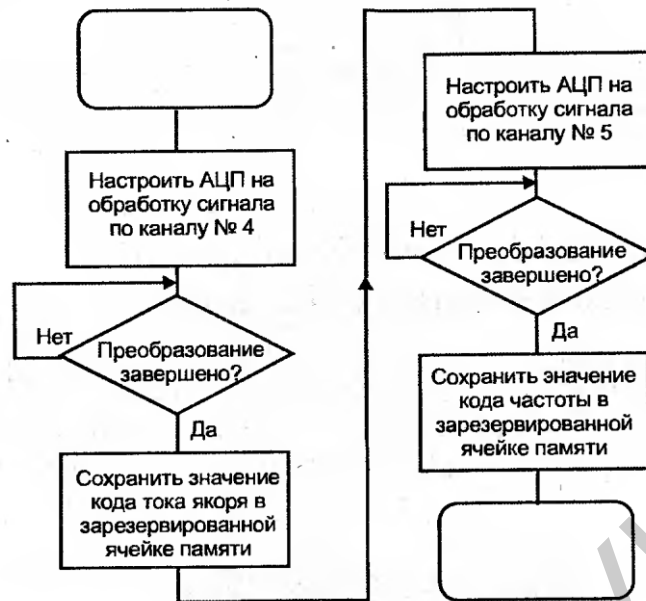 Настроить АЦП на
обработку сигнала
по каналу № 4
Нет
Преобразование
завершено?
Да
Сохранить значение
кода тока якоря в
зарезервированной
ячейке памяти
Настроить АЦП на
обработку сигнала
по каналу № 5
Нет
Преобразование
завершено?
Да
Сохранить значение
кода частоты в
зарезервированной
ячейке памяти